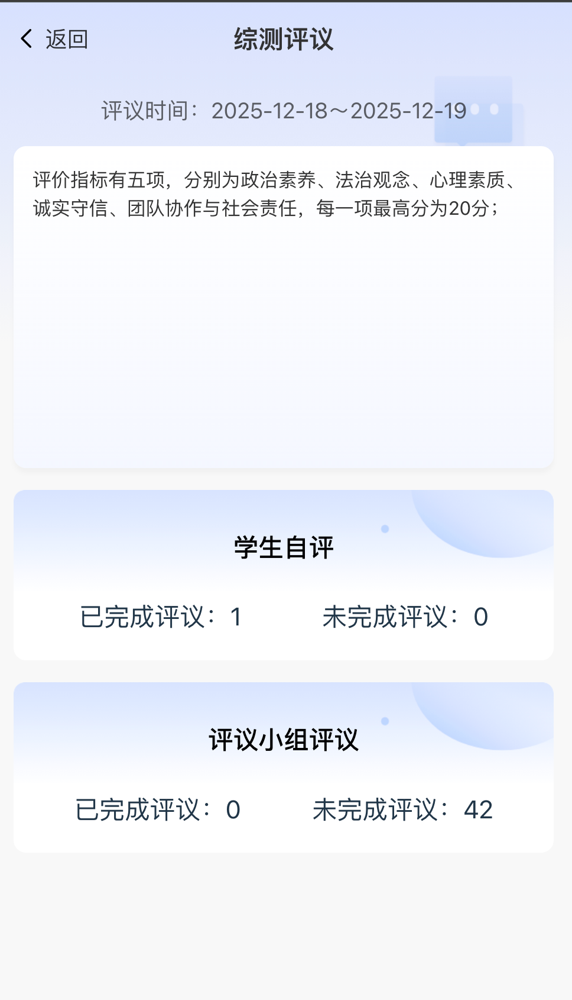 返回
综测评议
评议时间：2025-12-18～2025-12-19
评价指标有五项，分别为政治素养、法治观念、心理素质、
诚实守信、团队协作与社会责任，每一项最高分为20分；
学生自评
已完成评议：1 未完成评议：0
评议小组评议
已完成评议：0 未完成评议：42